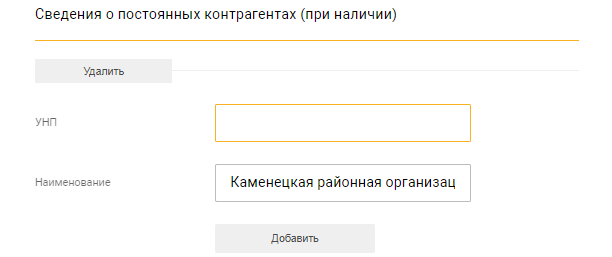 Сведения о постоянных контрагентах (при наличии)
Удалить
УНП
Наименование
Каменецкая районная организац
Добавить